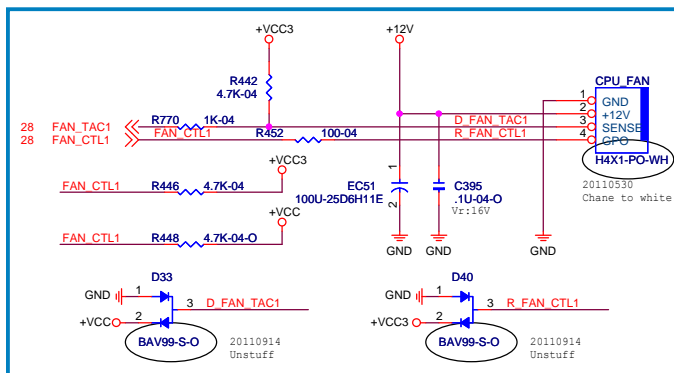 +VCC3
+12V
R442
4.7K-04
CPU_FAN
1 GND
2 +12V
3 SENSE
4 GPO
H4X1-PO-WH
20110530
Chane to white
28 FAN_TAC1 R770 1K-04 D_FAN_TAC1
28 FAN_CTL1 FAN_CTL1 R452 100-04 R_FAN_CTL1
+VCC3
FAN_CTL1 R446 4.7K-04
+VCC
FAN_CTL1 R448 4.7K-04-O
1
EC51
100U-25D6H11E
2
C395
.1U-04-O
Vr:16V
GND GND GND
D33
GND 1
3 D_FAN_TAC1
+VCC 2
BAV99-S-O
20110914
Unstuff
D40
GND 1
3 R_FAN_CTL1
+VCC3 2
BAV99-S-O
20110914
Unstuff